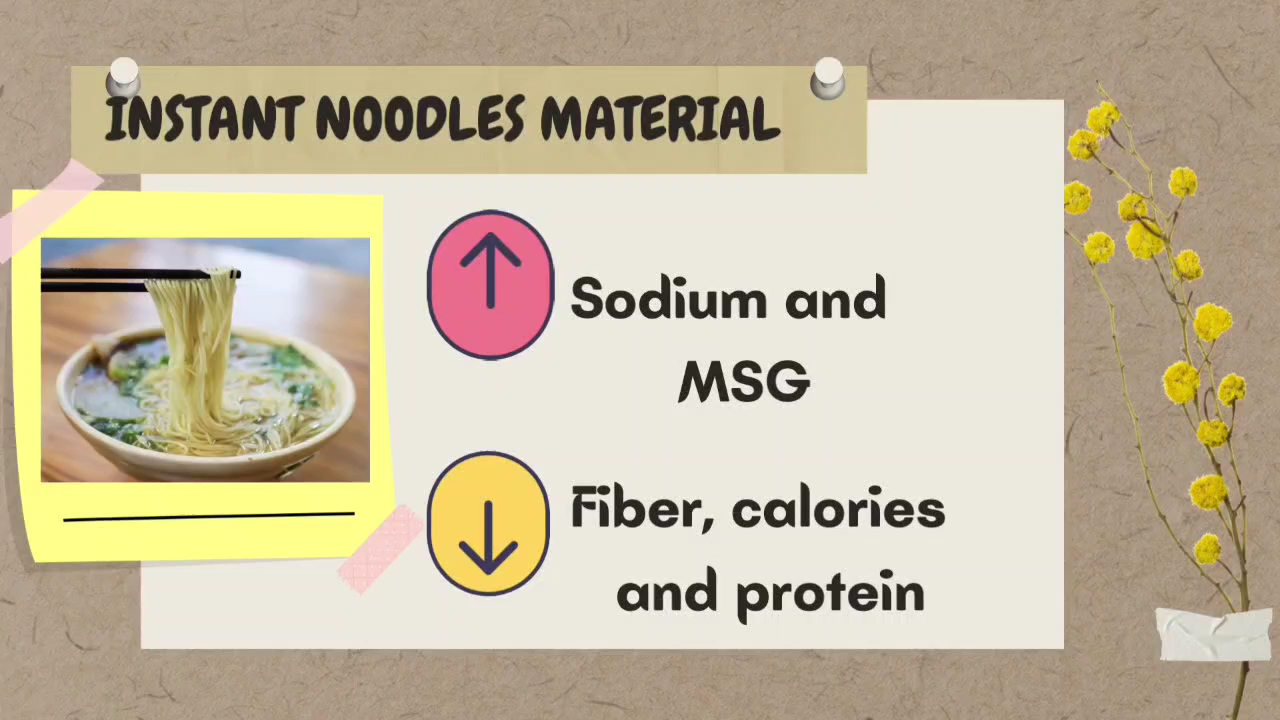 INSTANT NOODLES MATERIAL
Sodium and
MSG
Fiber, calories
and protein